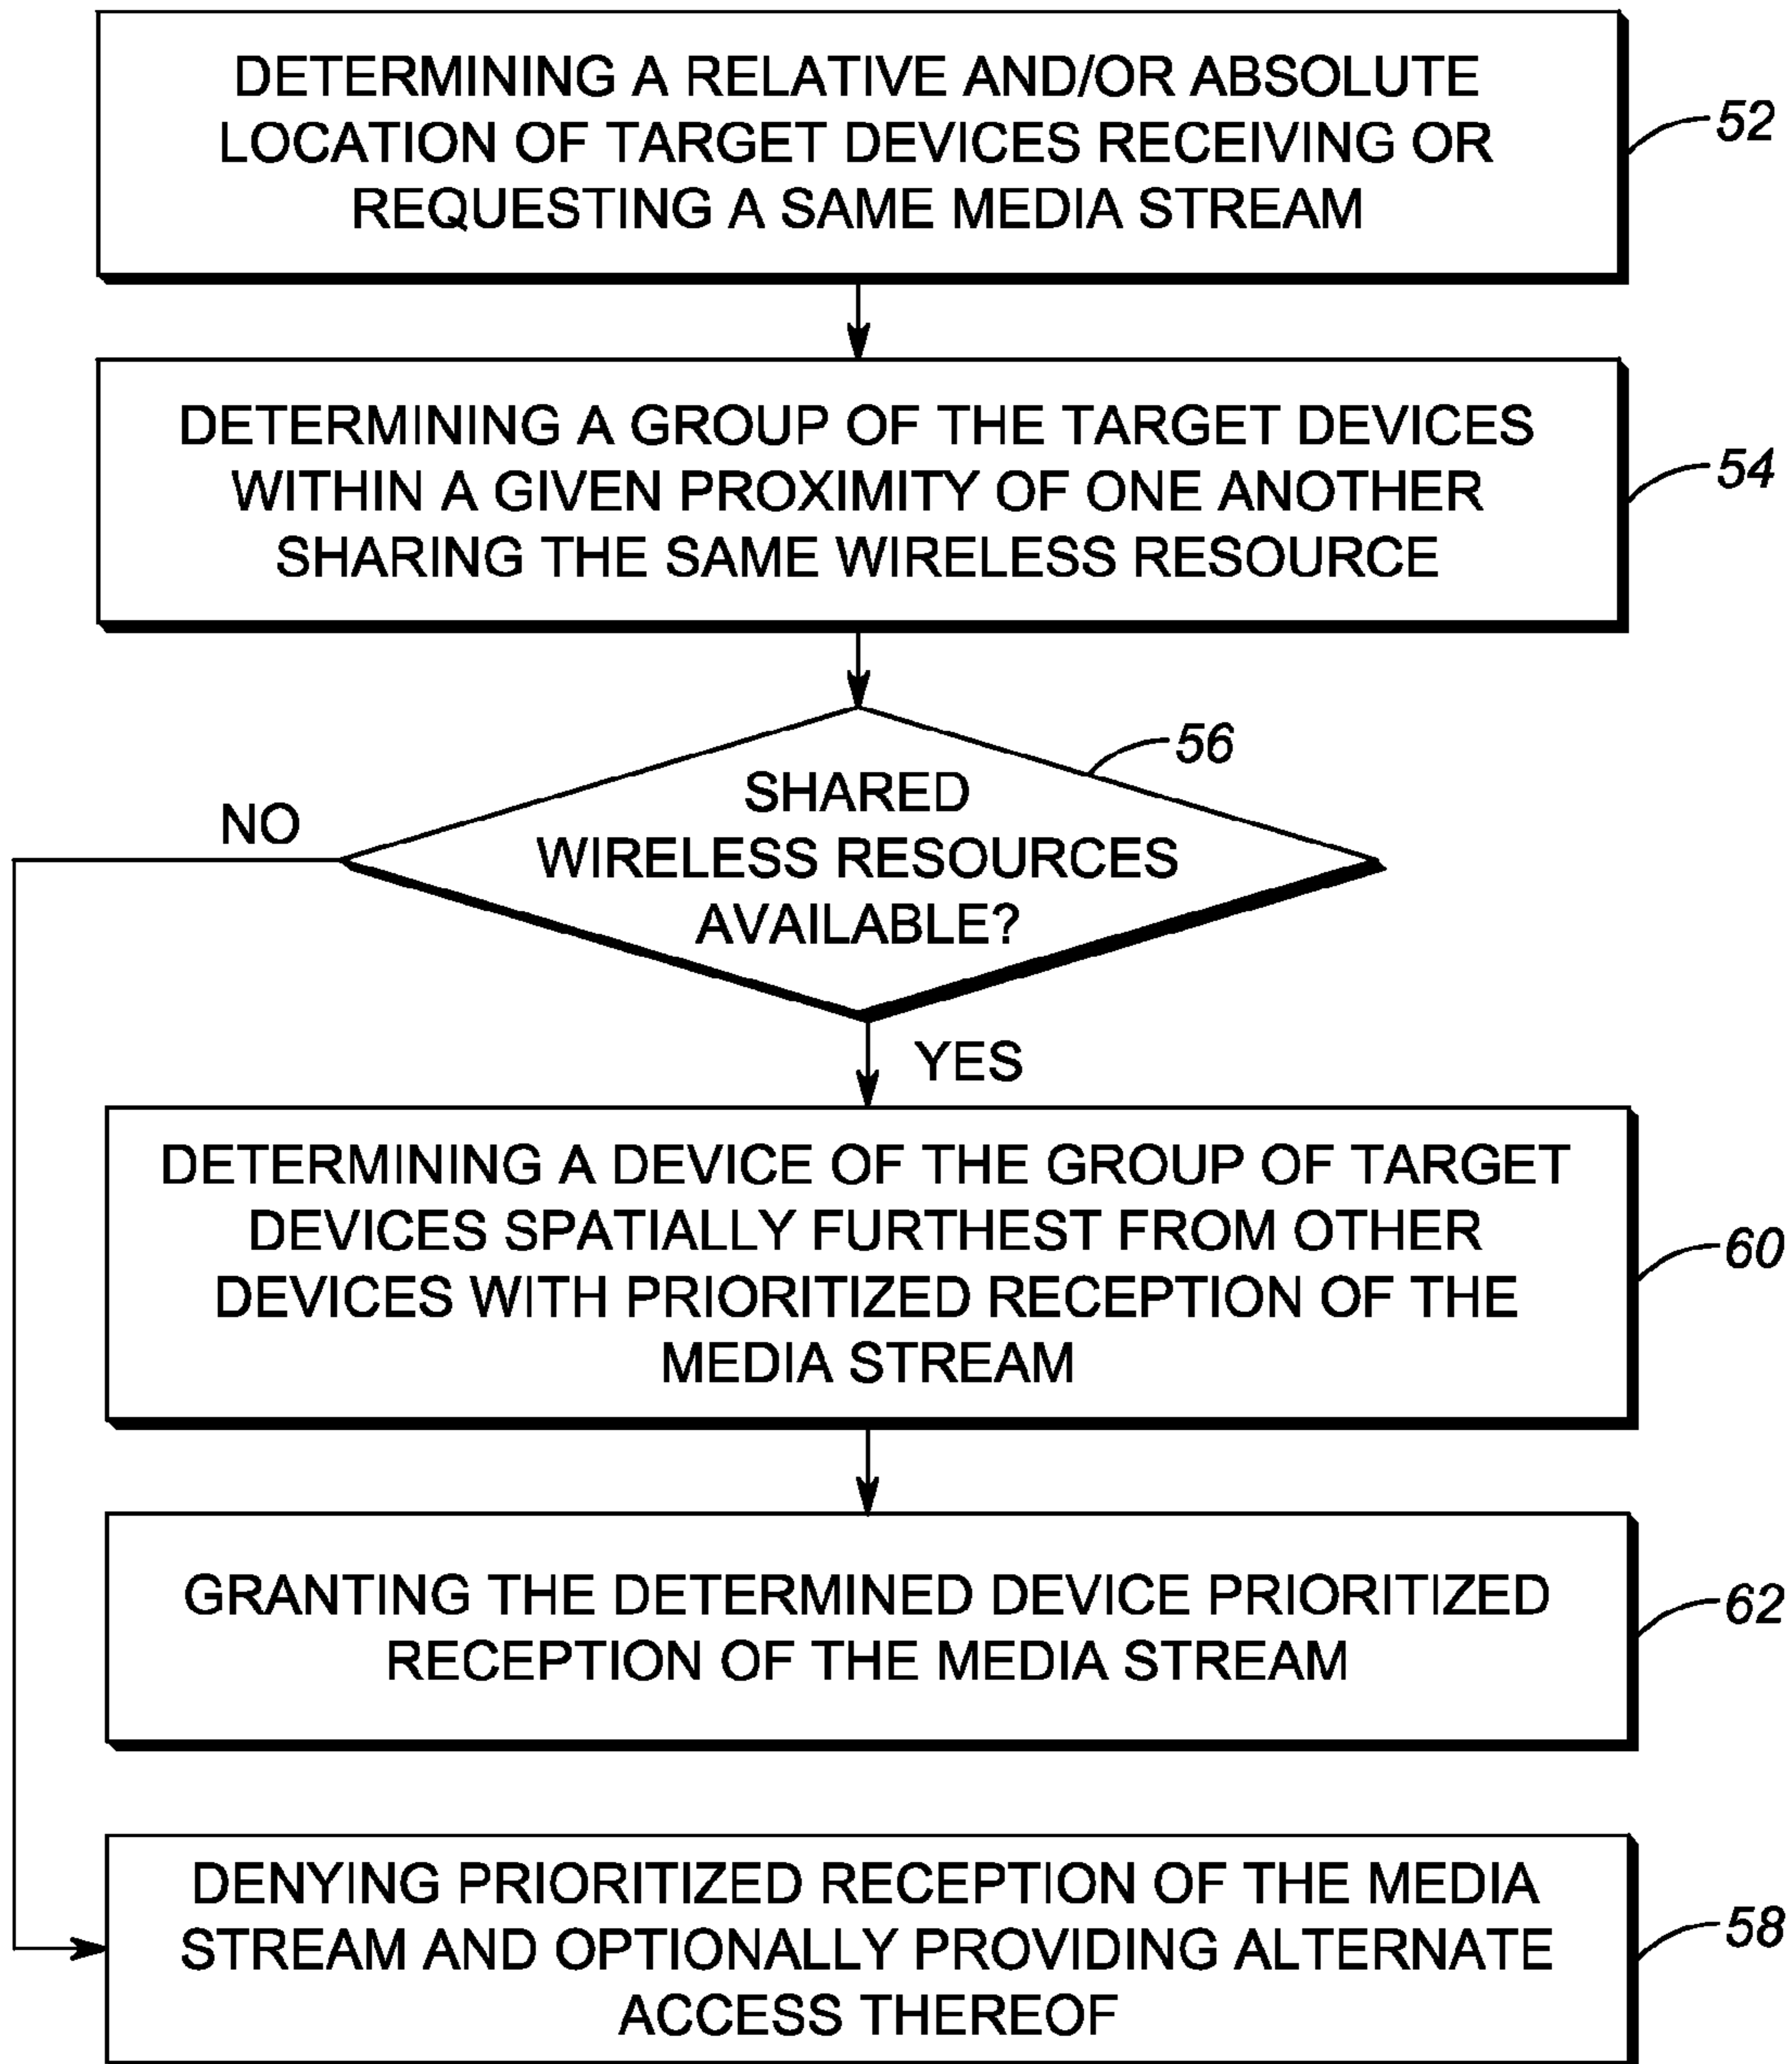 DETERMINING A RELATIVE AND/OR ABSOLUTE
LOCATION OF TARGET DEVICES RECEIVING OR
REQUESTING A SAME MEDIA STREAM
52
DETERMINING A GROUP OF THE TARGET DEVICES
WITHIN A GIVEN PROXIMITY OF ONE ANOTHER
SHARING THE SAME WIRELESS RESOURCE
54
56
SHARED
WIRELESS RESOURCES
AVAILABLE?
NO
YES
DETERMINING A DEVICE OF THE GROUP OF TARGET
DEVICES SPATIALLY FURTHEST FROM OTHER
DEVICES WITH PRIORITIZED RECEPTION OF THE
MEDIA STREAM
60
GRANTING THE DETERMINED DEVICE PRIORITIZED
RECEPTION OF THE MEDIA STREAM
62
DENYING PRIORITIZED RECEPTION OF THE MEDIA
STREAM AND OPTIONALLY PROVIDING ALTERNATE
ACCESS THEREOF
58